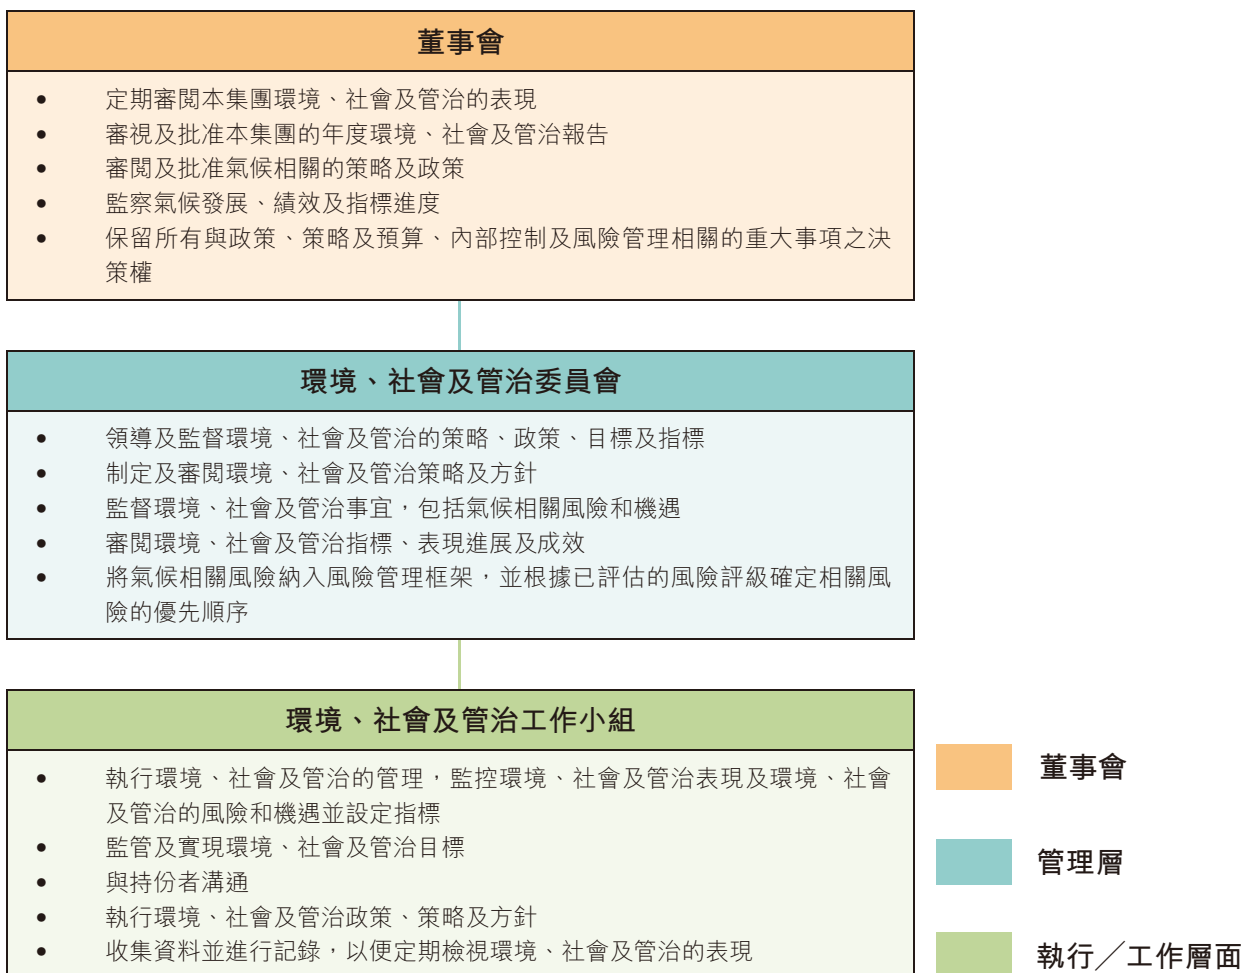 董事會
• 定期審閱本集團環境、社會及管治的表現
• 審視及批准本集團的年度環境、社會及管治報告
• 審閱及批准氣候相關的策略及政策
• 監察氣候發展、績效及指標進度
• 保留所有與政策、策略及預算、內部控制及風險管理相關的重大事項之決
策權
環境、社會及管治委員會
• 領導及監督環境、社會及管治的策略、政策、目標及指標
• 制定及審閱環境、社會及管治策略及方針
• 監督環境、社會及管治事宜，包括氣候相關風險和機遇
• 審閱環境、社會及管治指標、表現進展及成效
• 將氣候相關風險納入風險管理框架，並根據已評估的風險評級確定相關風
險的優先順序
環境、社會及管治工作小組
• 執行環境、社會及管治的管理，監控環境、社會及管治表現及環境、社會
及管治的風險和機遇並設定指標
• 監管及實現環境、社會及管治目標
• 與持份者溝通
• 執行環境、社會及管治政策、策略及方針
• 收集資料並進行記錄，以便定期檢視環境、社會及管治的表現
董事會
管理層
執行／工作層面